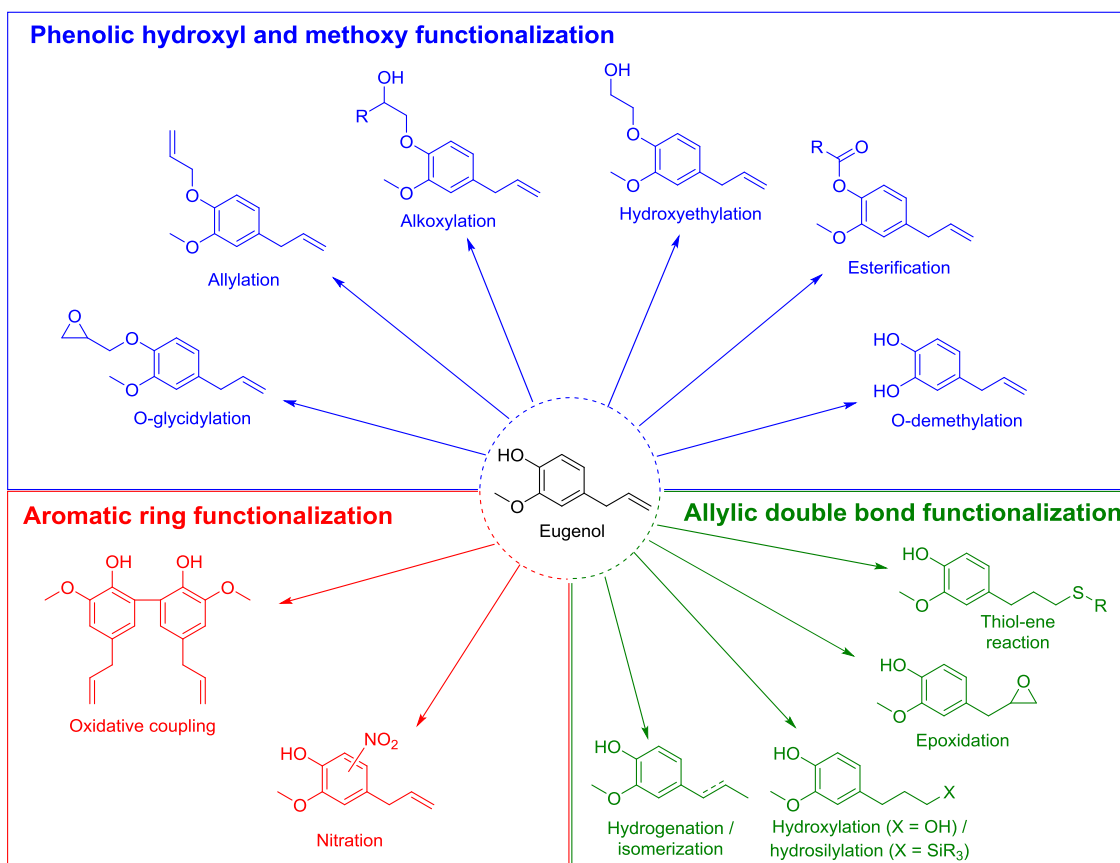 Phenolic hydroxyl and methoxy functionalization
OH
R
O
O
Alkoxylation
OH
O
O
Hydroxyethylation
R
O
O
O
Esterification
O
O
Allylation
O
O
O
O-glycidylation
HO
HO
O-demethylation
HO
O
Eugenol
Aromatic ring functionalization
OH
OH
O
O
Oxidative coupling
NO2
HO
O
Nitration
Allylic double bond functionalization
HO
O
S
R
Thiol-ene
reaction
HO
O
O
Epoxidation
HO
O
Hydrogenation /
isomerization
HO
O
X
Hydroxylation (X = OH) /
hydrosilylation (X = SiR3)